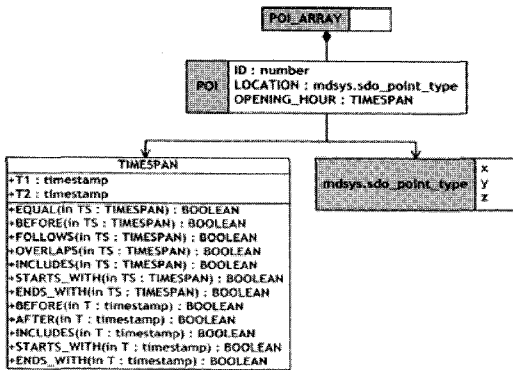 POI_ARRAY
POI
ID : number
LOCATION : mdsys.sdo_point_type
OPENING_HOUR : TIMESPAN
TIMESPAN
+T1 : timestamp
+T2 : timestamp
+EQUAL(in TS : TIMESPAN) : BOOLEAN
+BEFORE(in TS : TIMESPAN) : BOOLEAN
+FOLLOWS(in TS : TIMESPAN) : BOOLEAN
+OVERLAPS(in TS : TIMESPAN) : BOOLEAN
+INCLUDES(in TS : TIMESPAN) : BOOLEAN
+STARTS_WITH(in TS : TIMESPAN) : BOOLEAN
+ENDS_WITH(in TS : TIMESPAN) : BOOLEAN
+BEFORE(in T : timestamp) : BOOLEAN
+AFTER(in T : timestamp) : BOOLEAN
+INCLUDES(in T : timestamp) : BOOLEAN
+STARTS_WITH(in T : timestamp) : BOOLEAN
+ENDS_WITH(in T : timestamp) : BOOLEAN
mdsys.sdo_point_type
x
y
z